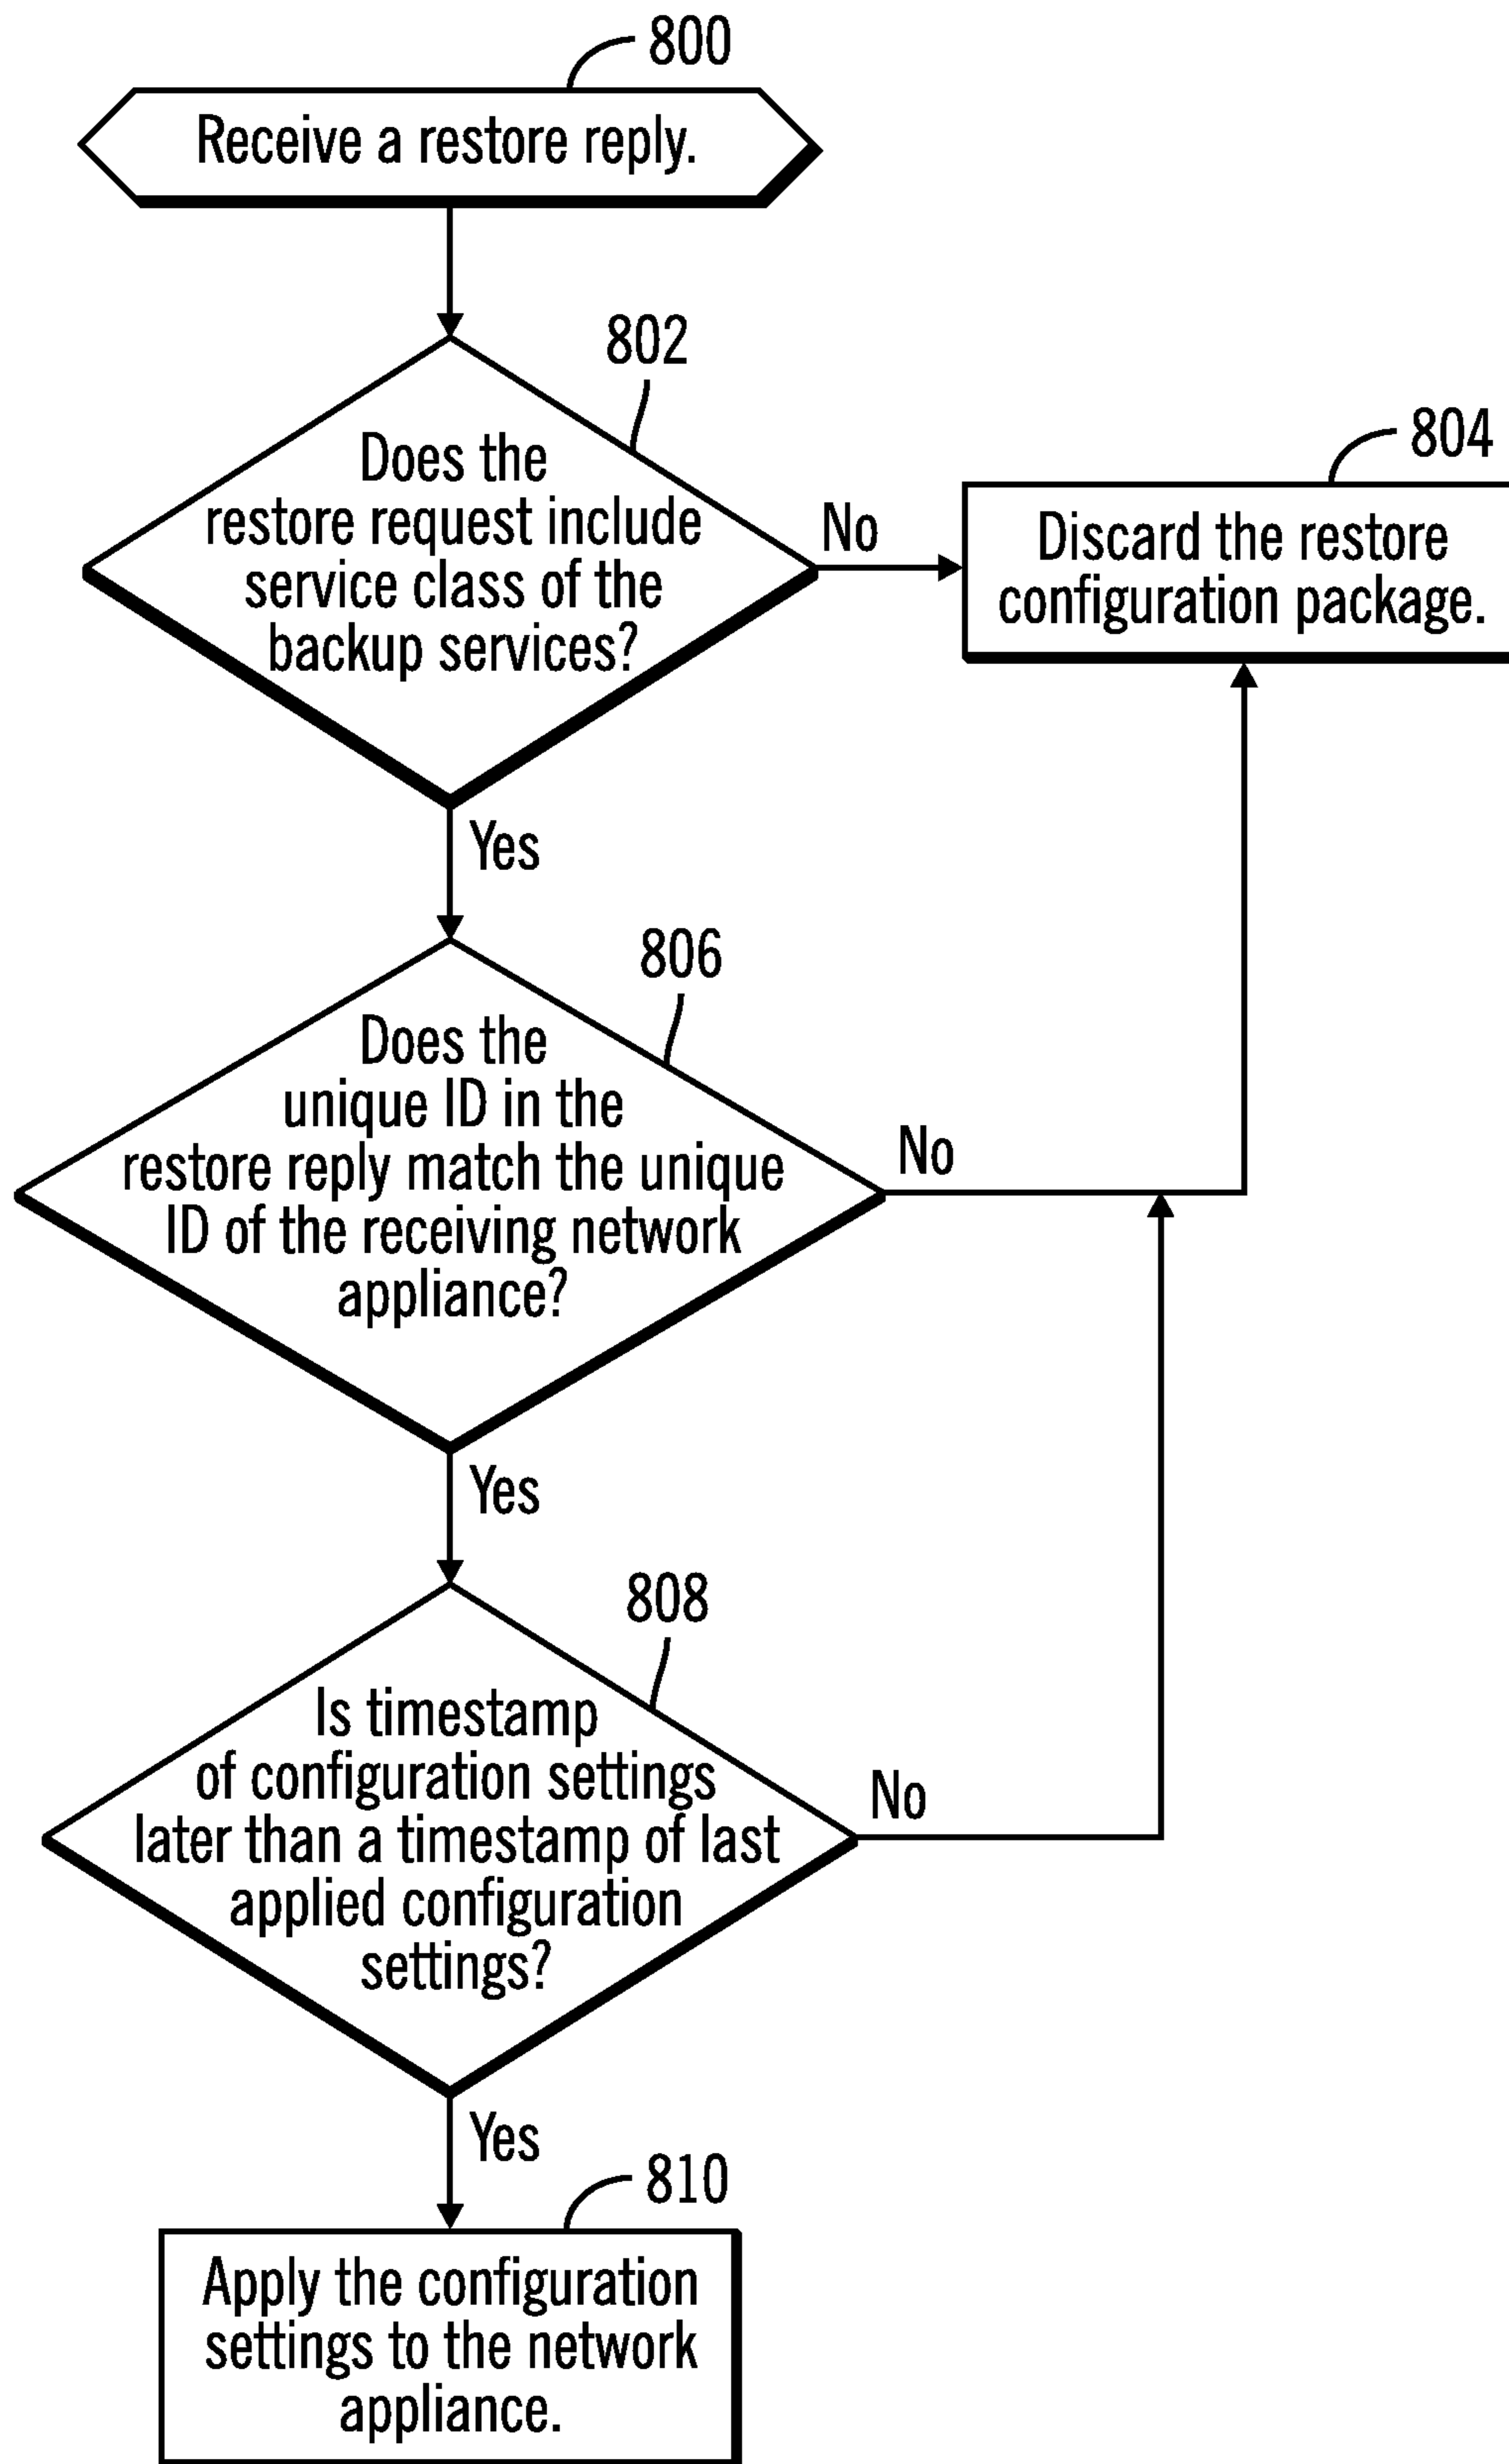 800
Receive a restore reply.
802
Does the
restore request include
service class of the
backup services?
No
804
Discard the restore
configuration package.
Yes
806
Does the
unique ID in the
restore reply match the unique
ID of the receiving network
appliance?
No
Yes
808
Is timestamp
of configuration settings
later than a timestamp of last
applied configuration
settings?
No
Yes
810
Apply the configuration
settings to the network
appliance.